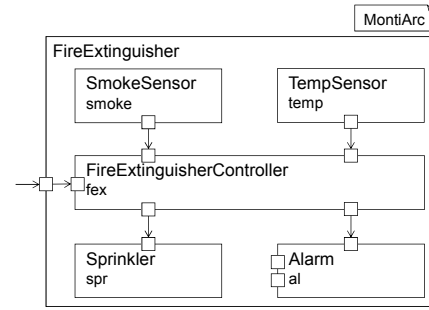 MontiArc
FireExtinguisher
SmokeSensor
smoke
TempSensor
temp
FireExtinguisherController
fex
Sprinkler
spr
Alarm
al